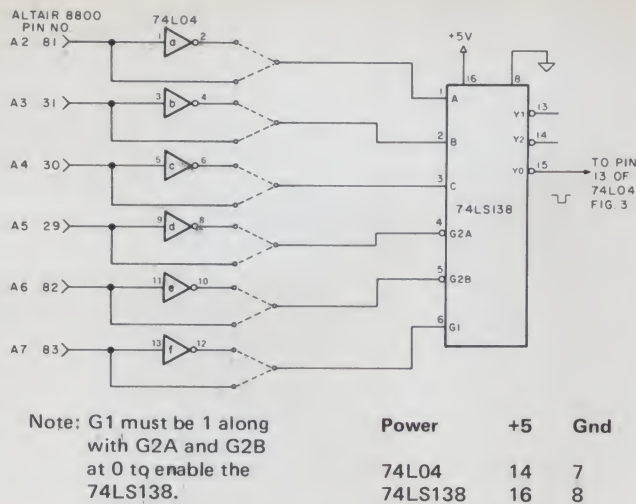 ALTAIR 8800
PIN NO.
74L04
A2 81
1 a 2
+5V
16 8
A3 31
3 b 4
1 A
Y1 13
2 B
Y2 14
A4 30
5 c 6
Y0 15
TO PIN
13 OF
74L04
FIG. 3
3 C
74LS138
A5 29
9 d 8
4 G2A
A6 82
11 e 10
5 G2B
6 G1
A7 83
13 f 12
Note: G1 must be 1 along
with G2A and G2B
at 0 to enable the
74LS138.
Power +5 Gnd
74L04 14 7
74LS138 16 8